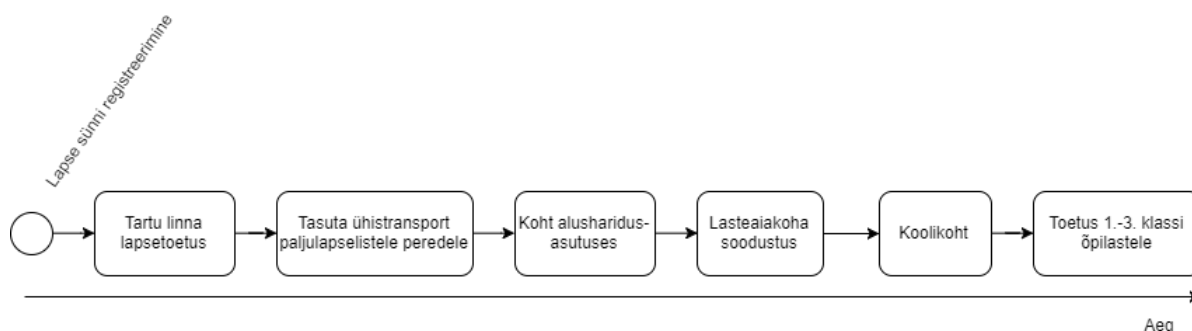 Lapse sünni registreerimine
Tartu linna
lapsetoetus
Tasuta ühistransport
paljulapselistele peredele
Koht alusharidus-
asutuses
Lasteaiakoha
soodustus
Koolikoht
Toetus 1.-3. klassi
õpilastele
Aeg